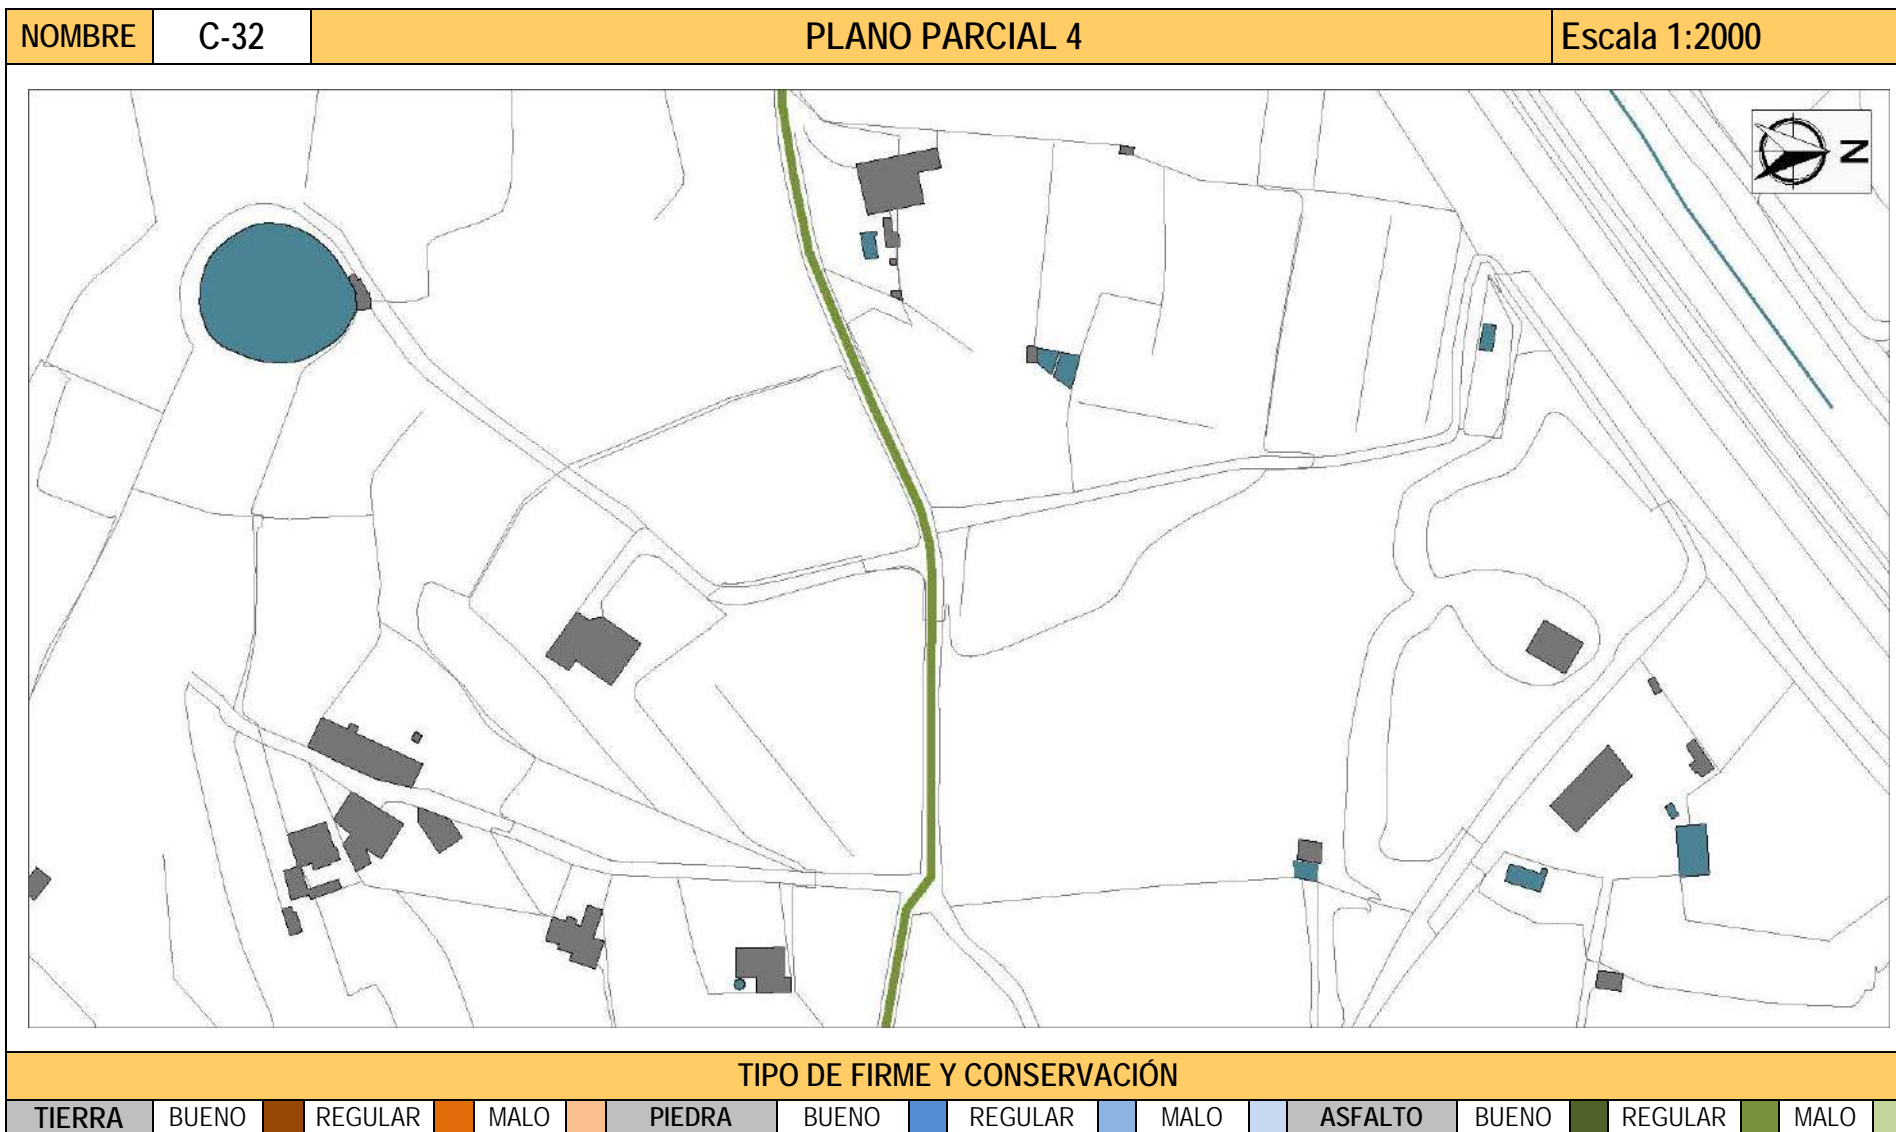 NOMBRE C-32 PLANO PARCIAL 4 Escala 1:2000
N
TIPO DE FIRME Y CONSERVACIÓN
TIERRA BUENO REGULAR MALO PIEDRA BUENO REGULAR MALO ASFALTO BUENO REGULAR MALO